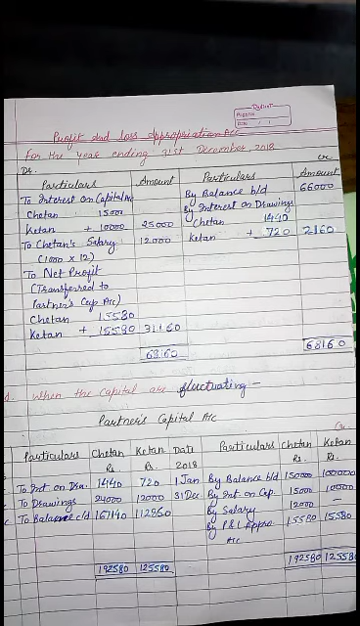 Profit and Loss Appropriation A/c
For the year ending 31st December 2018
Dr. Cr
Particulars Amount Particulars Amount
To Interest on Capital By Balance b/d 66000
Chetan 15000 By Interest on Drawings
Ketan + 10000 25000 Chetan 1440
To Chetan's Salary 12000 Ketan + 720 2160
(1000 x 12)
To Net Profit
(Transferred to
Partner's Cap A/c)
Chetan 15580
Ketan + 15580 31160
68160 68160
When the Capital are fluctuating -
Partner's Capital A/c
Cr
Particulars Chetan Ketan Date Particulars Chetan Ketan
Rs. Rs. 2018 Rs. Rs.
To Int. on Dra. 1440 720 1 Jan By Balance b/d 150000 100000
To Drawings 24000 12000 31 Dec By Int. on Cap. 15000 10000
To Balance c/d 167140 112860 By Salary 12000 -
By P&L Appro. 15580 15580
A/c
192580 125580 192580 125580